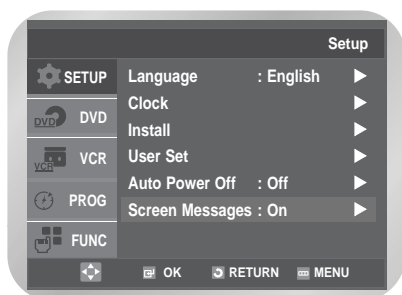 Setup
SETUP
Language : English ►
DVD DVD
Clock ►
Install ►
VCR VCR
User Set ►
Auto Power Off : Off ►
PROG
Screen Messages : On ►
FUNC
OK RETURN MENU